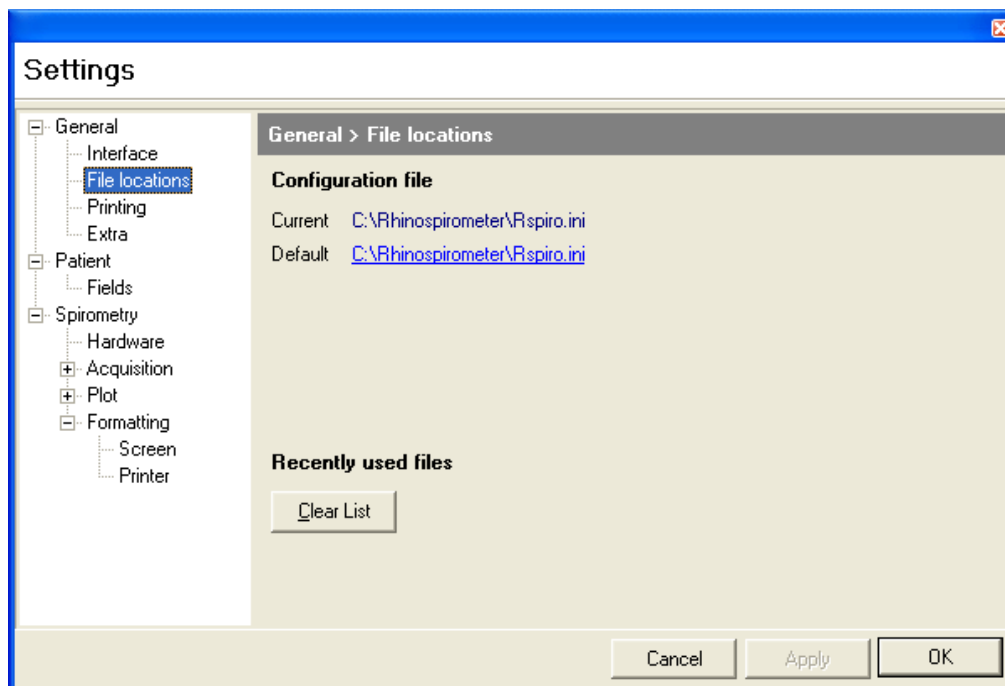 Settings
General
Interface
File locations
Printing
Extra
Patient
Fields
Spirometry
Hardware
Acquisition
Plot
Formatting
Screen
Printer
General > File locations
Configuration file
Current C:\Rhinospirometer\Rspiro.ini
Default C:\Rhinospirometer\Rspiro.ini
Recently used files
Clear List
Cancel
Apply
OK